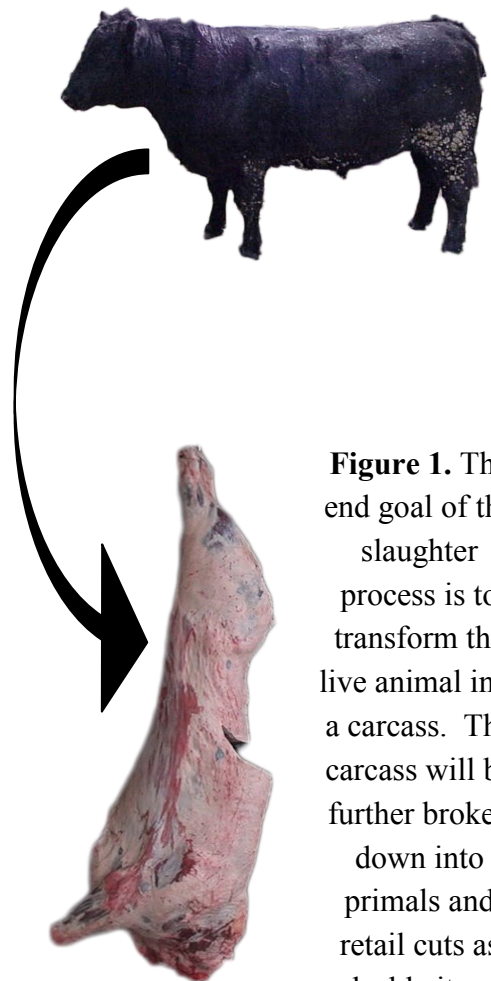 Figure 1. Th
end goal of th
slaughter
process is to
transform th
live animal in
a carcass. Th
carcass will b
further broke
down into
primals and
retail cuts as